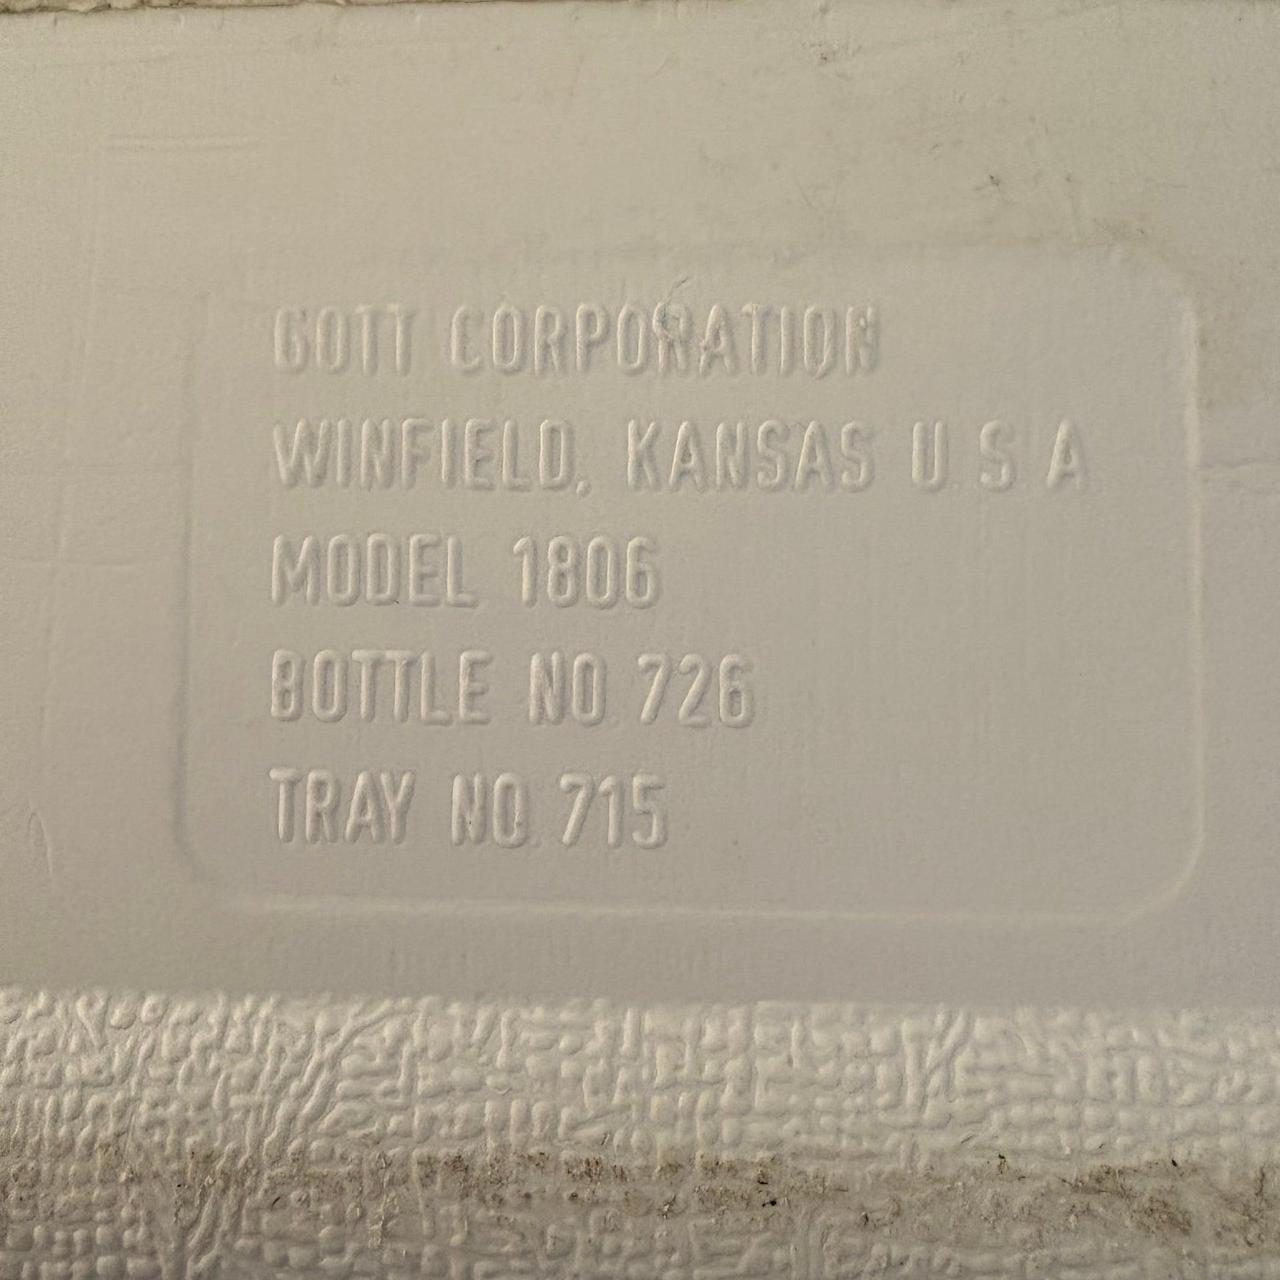 GOTT CORPORATION
WINFIELD, KANSAS U.S.A
MODEL 1806
BOTTLE NO. 726
TRAY NO. 715